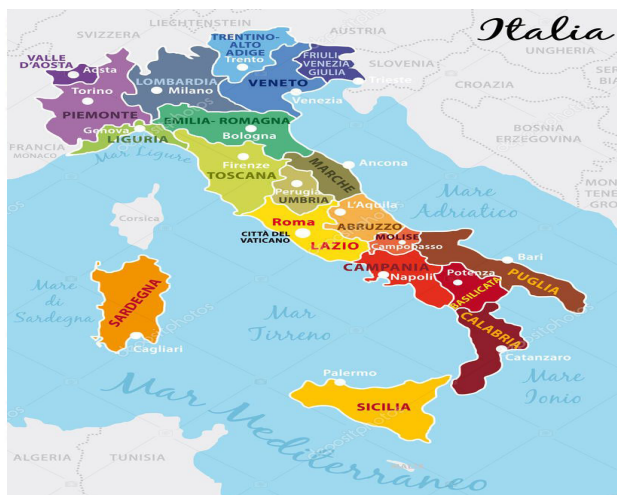 Italia
LIECHTENSTEIN
AUSTRIA
UNGHERIA
SVIZZERA
TRENTINO-
ALTO
ADIGE
Trento
FRIULI
VENEZIA
GIULIA
SLOVENIA
VALLE
D'AOSTA
Aosta
LOMBARDIA
Milano
VENETO
Trieste
CROAZIA
Torino
Venezia
PIEMONTE
EMILIA- ROMAGNA
Genova
Bologna
BOSNIA
ERZEGOVINA
LIGURIA
FRANCIA
MONACO
Mar Ligure
Firenze
TOSCANA
MARCHE
Ancona
Perugia
UMBRIA
Mare
Adriatico
Corsica
L'Aquila
Roma
ABRUZZO
CITTÀ DEL
VATICANO
LAZIO
MOLISE
Campobasso
Bari
CAMPANIA
Napoli
Potenza
PUGLIA
BASILICATA
SARDEGNA
Mare
di
Sardegna
Mar
Tirreno
CALABRIA
Cagliari
Catanzaro
Palermo
Mare
Ionio
SICILIA
Mar Mediterraneo
ALGERIA
TUNISIA
depositphotos